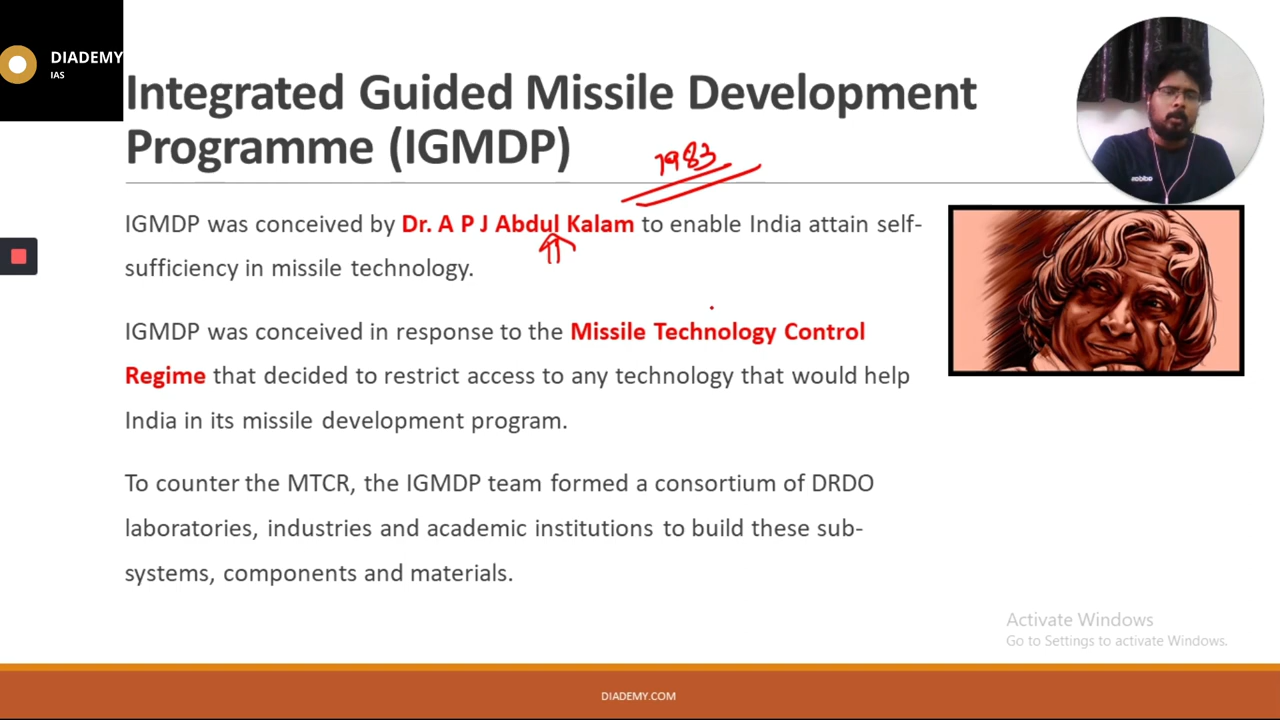 DIADEMY
IAS
Integrated Guided Missile Development
Programme (IGMDP)
1983
IGMDP was conceived by Dr. A P J Abdul Kalam to enable India attain self-
sufficiency in missile technology.
IGMDP was conceived in response to the Missile Technology Control
Regime that decided to restrict access to any technology that would help
India in its missile development program.
To counter the MTCR, the IGMDP team formed a consortium of DRDO
laboratories, industries and academic institutions to build these sub-
systems, components and materials.
Activate Windows
Go to Settings to activate Windows.
DIADEMY.COM